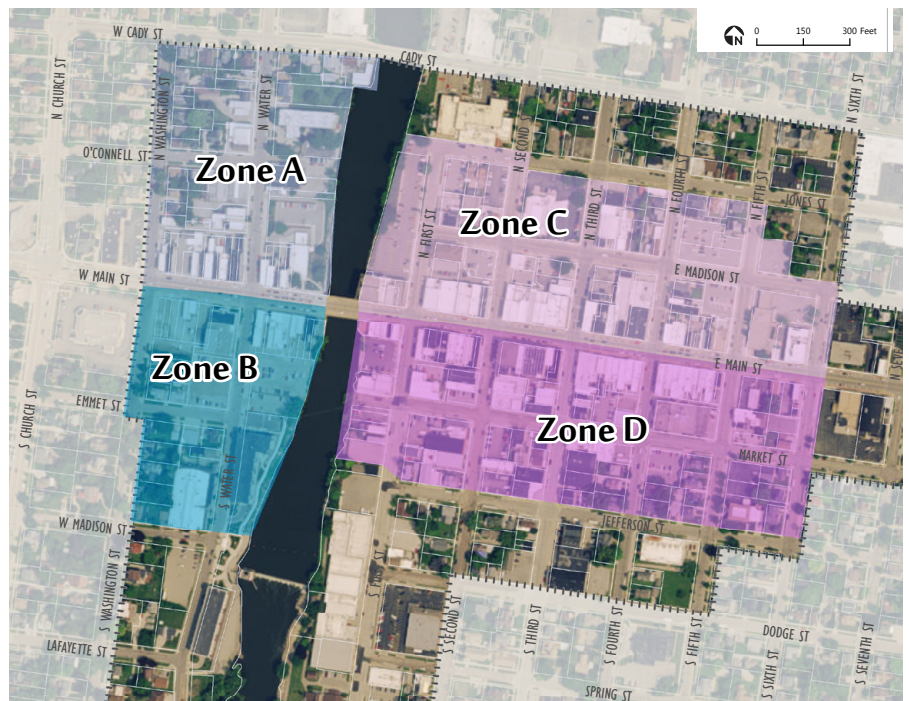 W CADY ST
CADY ST
N
0 150 300 Feet
N CHURCH ST
N WASHINGTON ST
N WATER ST
N SIXTH ST
O'CONNELL ST
Zone A
N SECOND ST
N FOURTH ST
N FIFTH ST
JONES ST
N THIRD ST
Zone C
N FIRST ST
W MAIN ST
E MADISON ST
Zone B
E MAIN ST
EMMET ST
S CHURCH ST
Zone D
MARKET ST
S WATER ST
W MADISON ST
JEFFERSON ST
S WASHINGTON ST
S SECOND ST
S THIRD ST
S FOURTH ST
S FIFTH ST
DODGE ST
S SIXTH ST
S SEVENTH ST
LAFAYETTE ST
SPRING ST